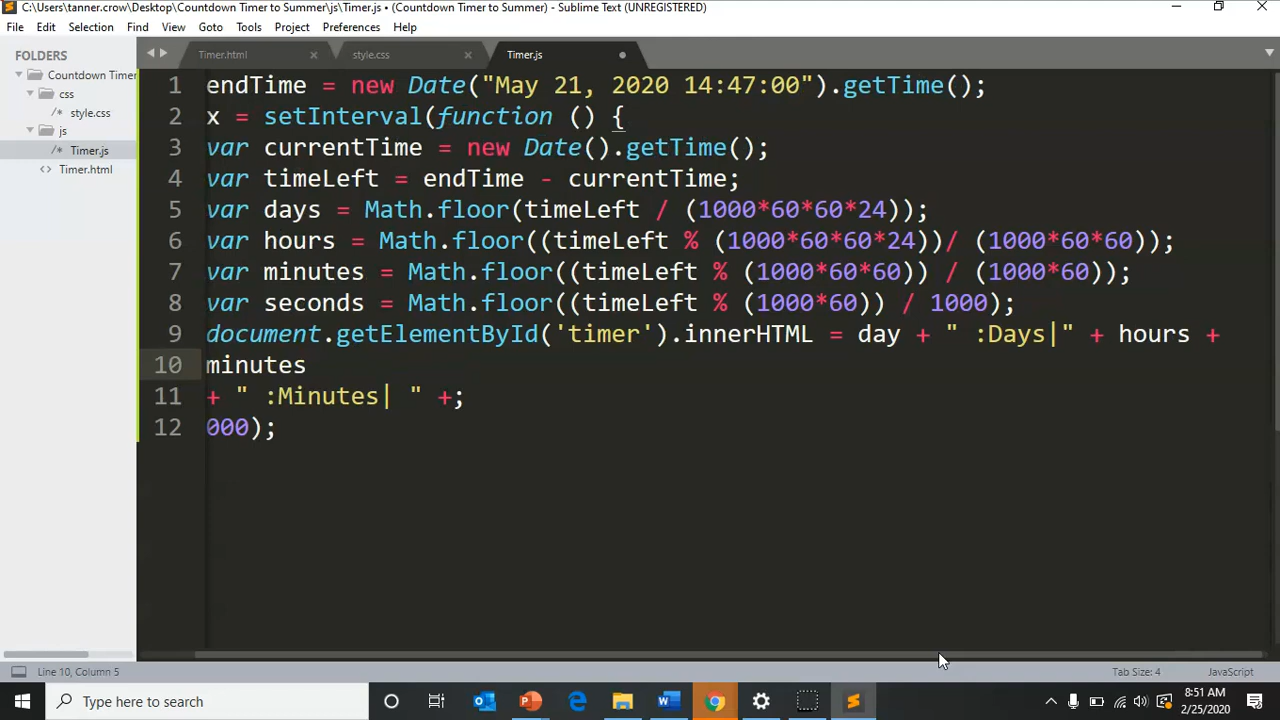 C:\Users\tanner.crow\Desktop\Countdown Timer to Summer\js\Timer.js • (Countdown Timer to Summer) - Sublime Text (UNREGISTERED)
File Edit Selection Find View Goto Tools Project Preferences Help
FOLDERS
Countdown Timer
css
/* style.css
js
/* Timer.js
<> Timer.html
Timer.html × style.css × Timer.js •
1 endTime = new Date("May 21, 2020 14:47:00").getTime();
2 x = setInterval(function () {
3 var currentTime = new Date().getTime();
4 var timeLeft = endTime - currentTime;
5 var days = Math.floor(timeLeft / (1000*60*60*24));
6 var hours = Math.floor((timeLeft % (1000*60*60*24))/ (1000*60*60));
7 var minutes = Math.floor((timeLeft % (1000*60*60)) / (1000*60));
8 var seconds = Math.floor((timeLeft % (1000*60)) / 1000);
9 document.getElementById('timer').innerHTML = day + " :Days|" + hours +
10 minutes
11 + " :Minutes| " +;
12 000);
Line 10, Column 5 Tab Size: 4 JavaScript
Type here to search
8:51 AM
2/25/2020